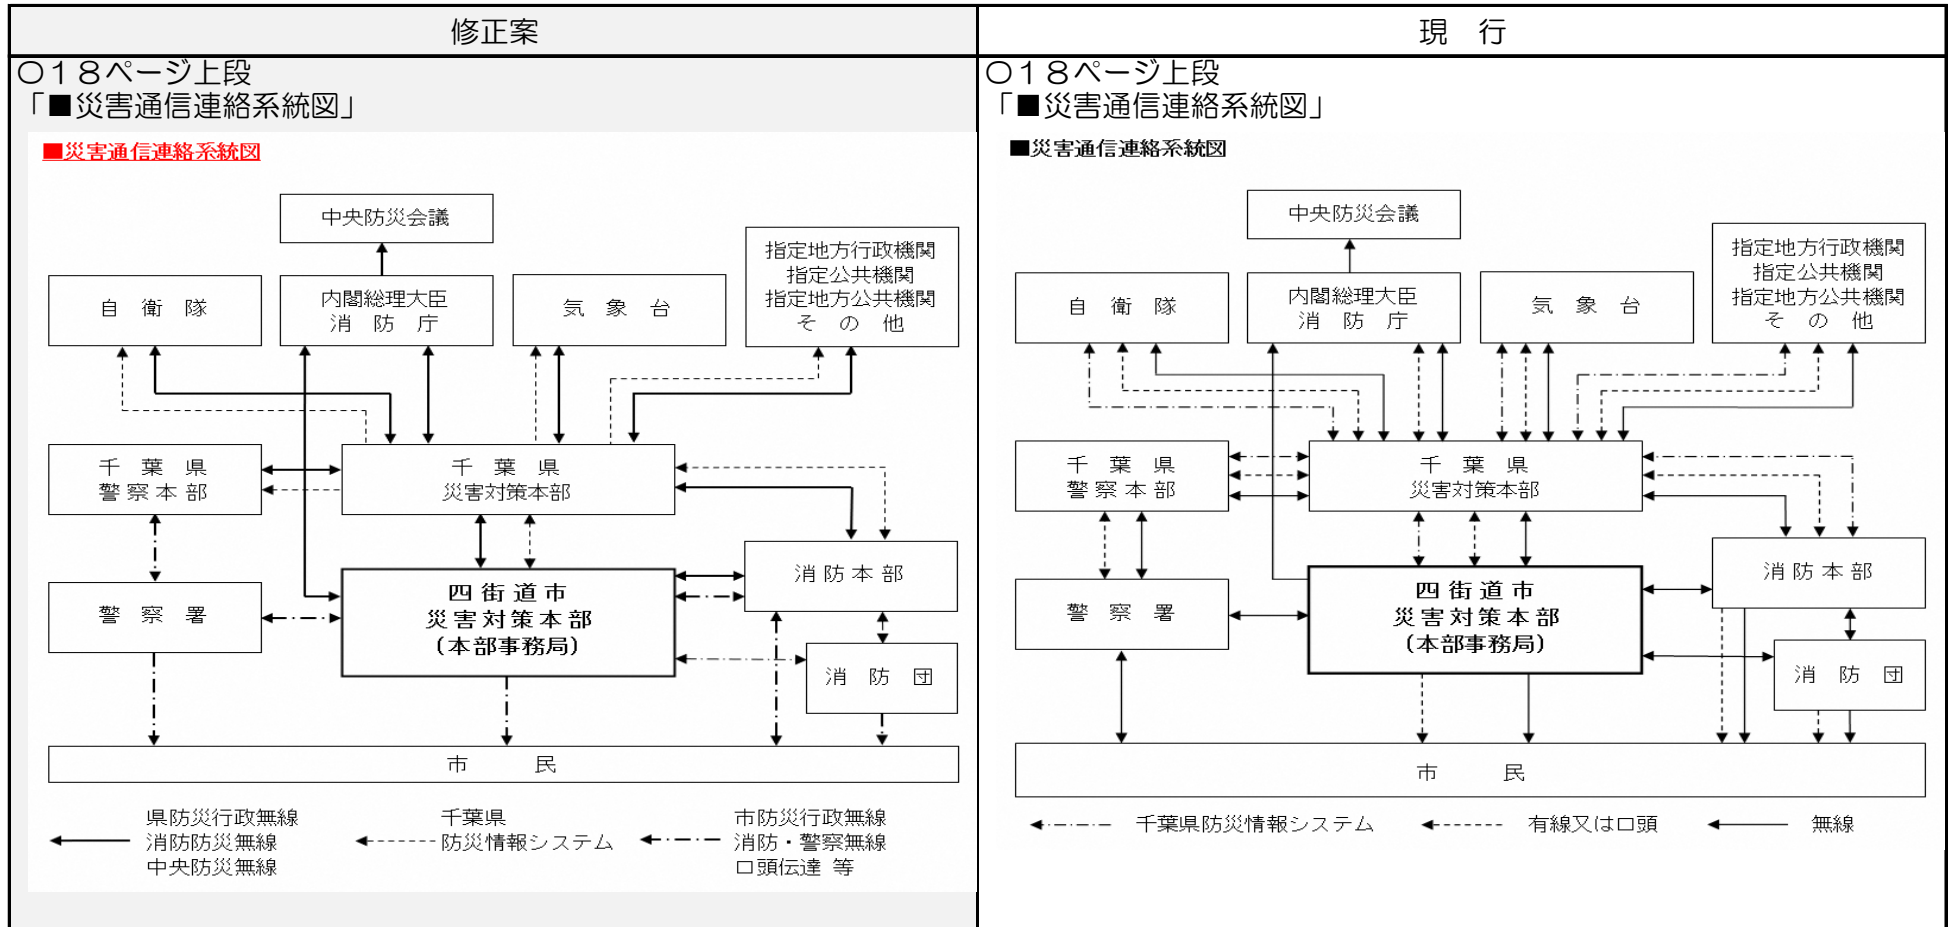 修正案
〇１８ページ上段
「■災害通信連絡系統図」
■災害通信連絡系統図
中央防災会議
指定地方行政機関
指定公共機関
指定地方公共機関
そ の 他
自 衛 隊
内閣総理大臣
消 防 庁
気 象 台
千 葉 県
警 察 本 部
千 葉 県
災害対策本部
消 防 本 部
警 察 署
四 街 道 市
災 害 対 策 本 部
（本部事務局）
消 防 団
市 民
県防災行政無線
消防防災無線
中央防災無線
千葉県
防災情報システム
市防災行政無線
消防・警察無線
口頭伝達 等
現 行
〇１８ページ上段
「■災害通信連絡系統図」
■災害通信連絡系統図
中央防災会議
指定地方行政機関
指定公共機関
指定地方公共機関
そ の 他
自 衛 隊
内閣総理大臣
消 防 庁
気 象 台
千 葉 県
警 察 本 部
千 葉 県
災害対策本部
消 防 本 部
警 察 署
四 街 道 市
災 害 対 策 本 部
（本部事務局）
消 防 団
市 民
千葉県防災情報システム
有線又は口頭
無線